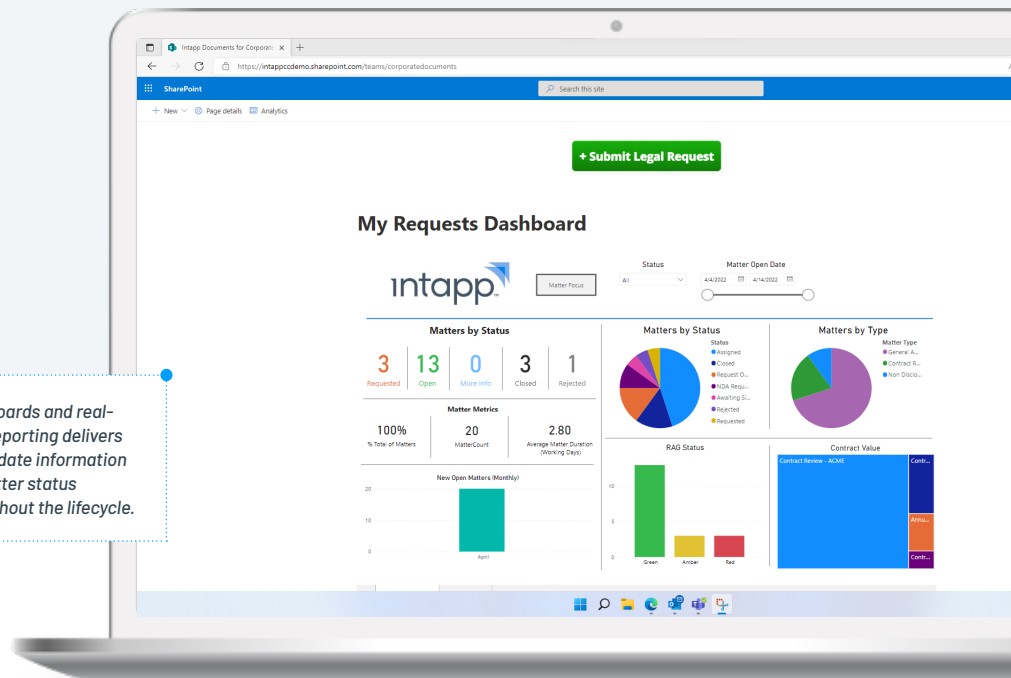 Intapp Documents for Corporate
https://intappccdemo.sharepoint.com/teams/corporatedocuments
SharePoint
Search this site
New
Page details
Analytics
+ Submit Legal Request
My Requests Dashboard
intapp
Matter Focus
Status
All
Matter Open Date
4/4/2022
4/14/2022
Matters by Status
3
13
0
3
1
Requested
Open
More Info
Closed
Rejected
Matter Metrics
100%
20
2.80
% Total of Matters
MatterCount
Average Matter Duration
(Working Days)
New Open Matters (Monthly)
20
10
0
April
Matters by Status
Status
Assigned
Closed
Request O...
NDA Requ...
Awaiting Si...
Rejected
Requested
Matters by Type
Matter Type
General A...
Contract R...
Non Disclo...
RAG Status
10
5
0
Green
Amber
Red
Contract Value
Contract Review - ACME
Contr...
Annu...
Contr...
oards and real-
eporting delivers
date information
tter status
hout the lifecycle.